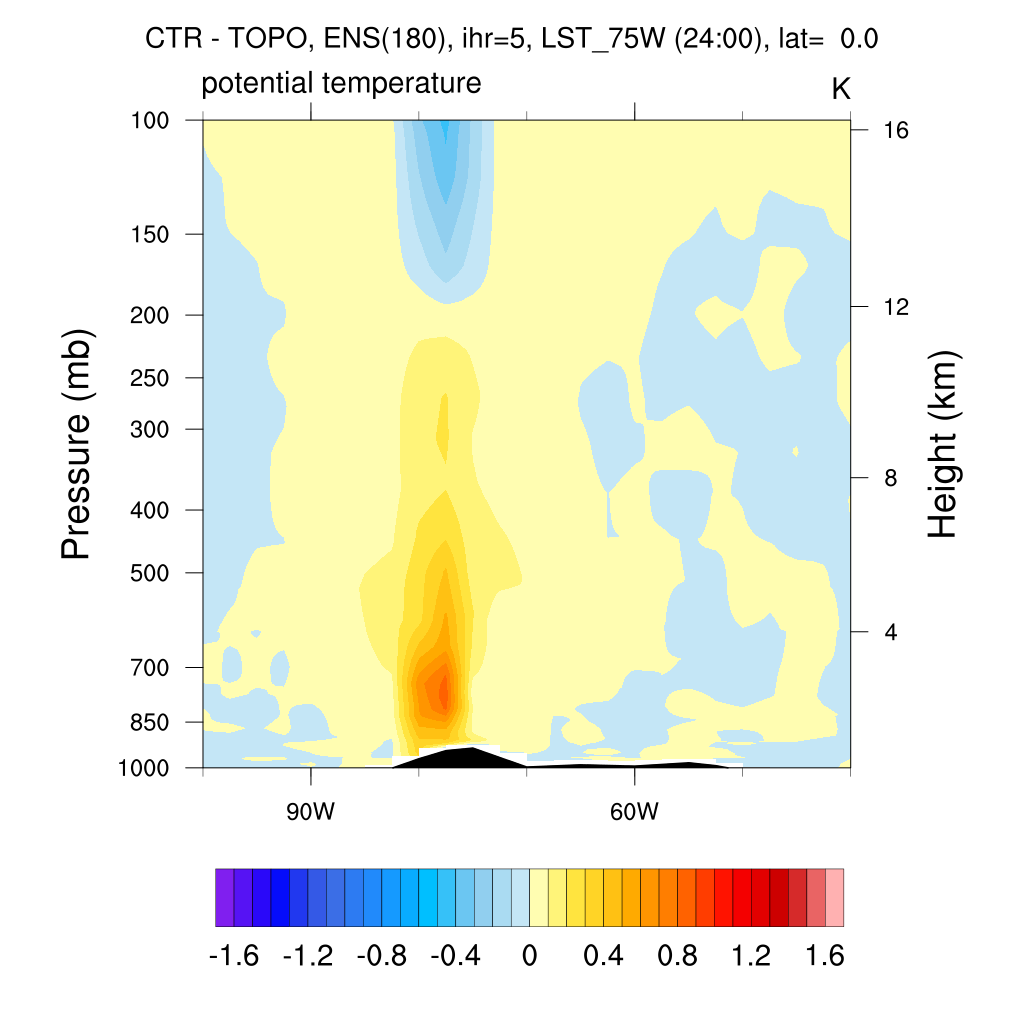 CTR - TOPO, ENS(180), ihr=5, LST_75W (24:00), lat=  0.0
potential temperature K
100
150
200
250
300
400
500
700
850
1000
Pressure (mb)
16
12
8
4
Height (km)
90W 60W
-1.6 -1.2 -0.8 -0.4 0 0.4 0.8 1.2 1.6